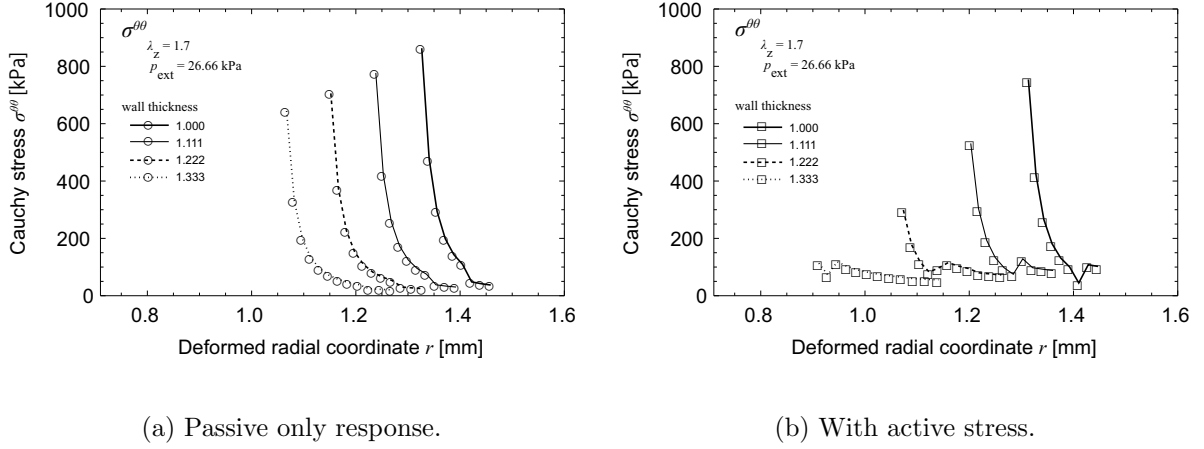 1000
800
600
400
200
0
Cauchy stress σ^θθ [kPa]
σ^θθ
λ_z = 1.7
p_ext = 26.66 kPa
wall thickness
1.000
1.111
1.222
1.333
0.8 1.0 1.2 1.4 1.6
Deformed radial coordinate r [mm]
(a) Passive only response.
1000
800
600
400
200
0
Cauchy stress σ^θθ [kPa]
σ^θθ
λ_z = 1.7
p_ext = 26.66 kPa
wall thickness
1.000
1.111
1.222
1.333
0.8 1.0 1.2 1.4 1.6
Deformed radial coordinate r [mm]
(b) With active stress.